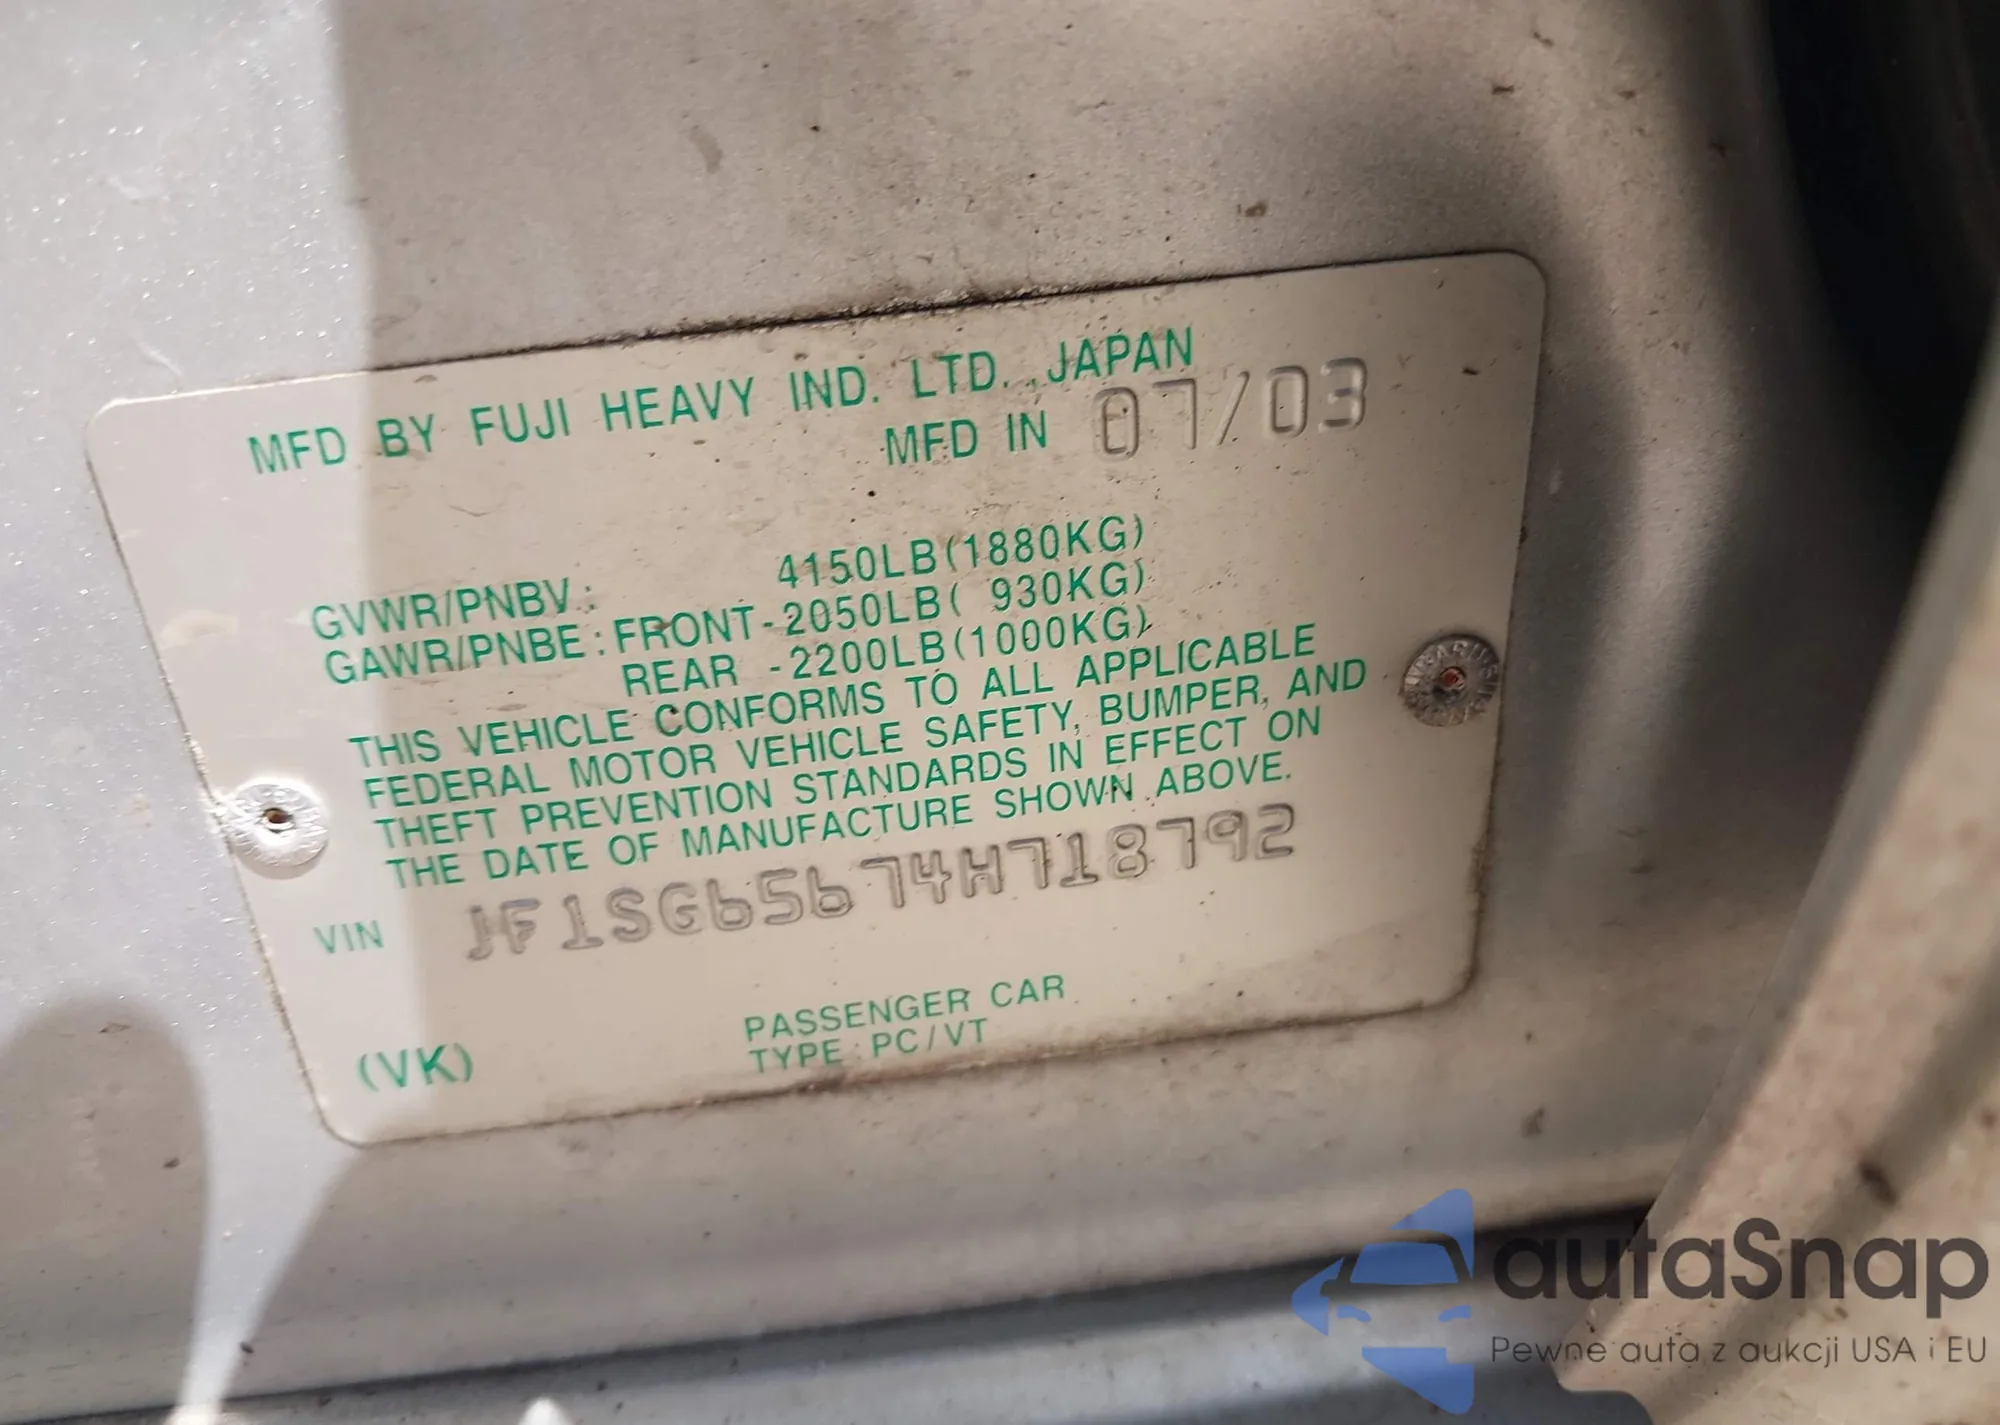 MFD BY FUJI HEAVY IND. LTD., JAPAN
MFD IN 07/03
GVWR/PNBV : 4150LB(1880KG)
GAWR/PNBE : FRONT-2050LB( 930KG)
REAR -2200LB(1000KG)
THIS VEHICLE CONFORMS TO ALL APPLICABLE
FEDERAL MOTOR VEHICLE SAFETY, BUMPER, AND
THEFT PREVENTION STANDARDS IN EFFECT ON
THE DATE OF MANUFACTURE SHOWN ABOVE.
VIN JF1SG65674H718792
PASSENGER CAR
TYPE : PC/VT
(VK)
autaSnap
Pewne auta z aukcji USA i EU